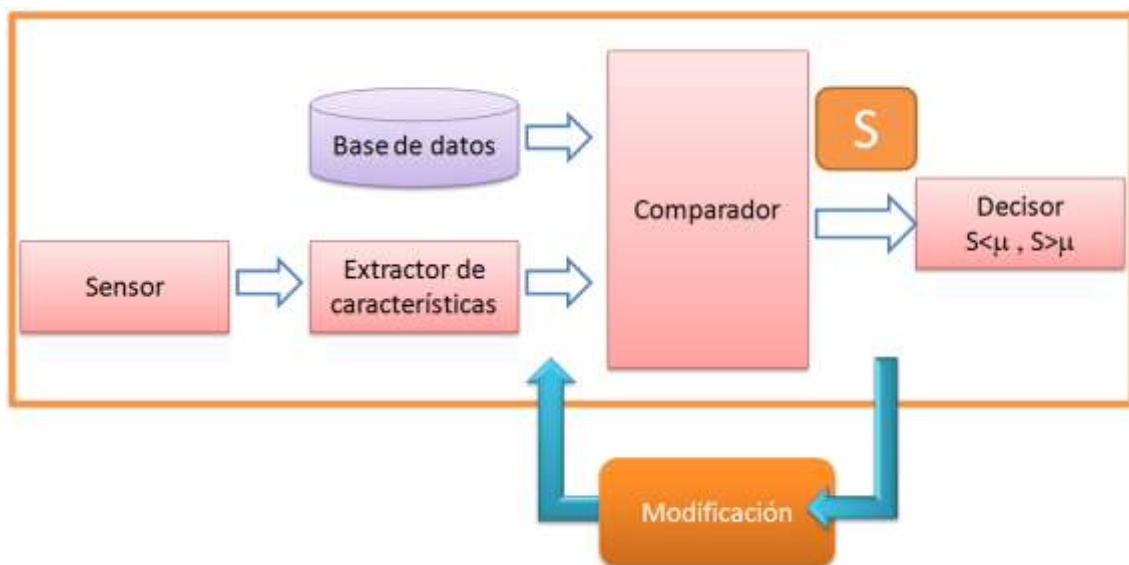 Base de datos
S
Comparador
Decisor
S<μ , S>μ
Sensor
Extractor de
características
Modificación